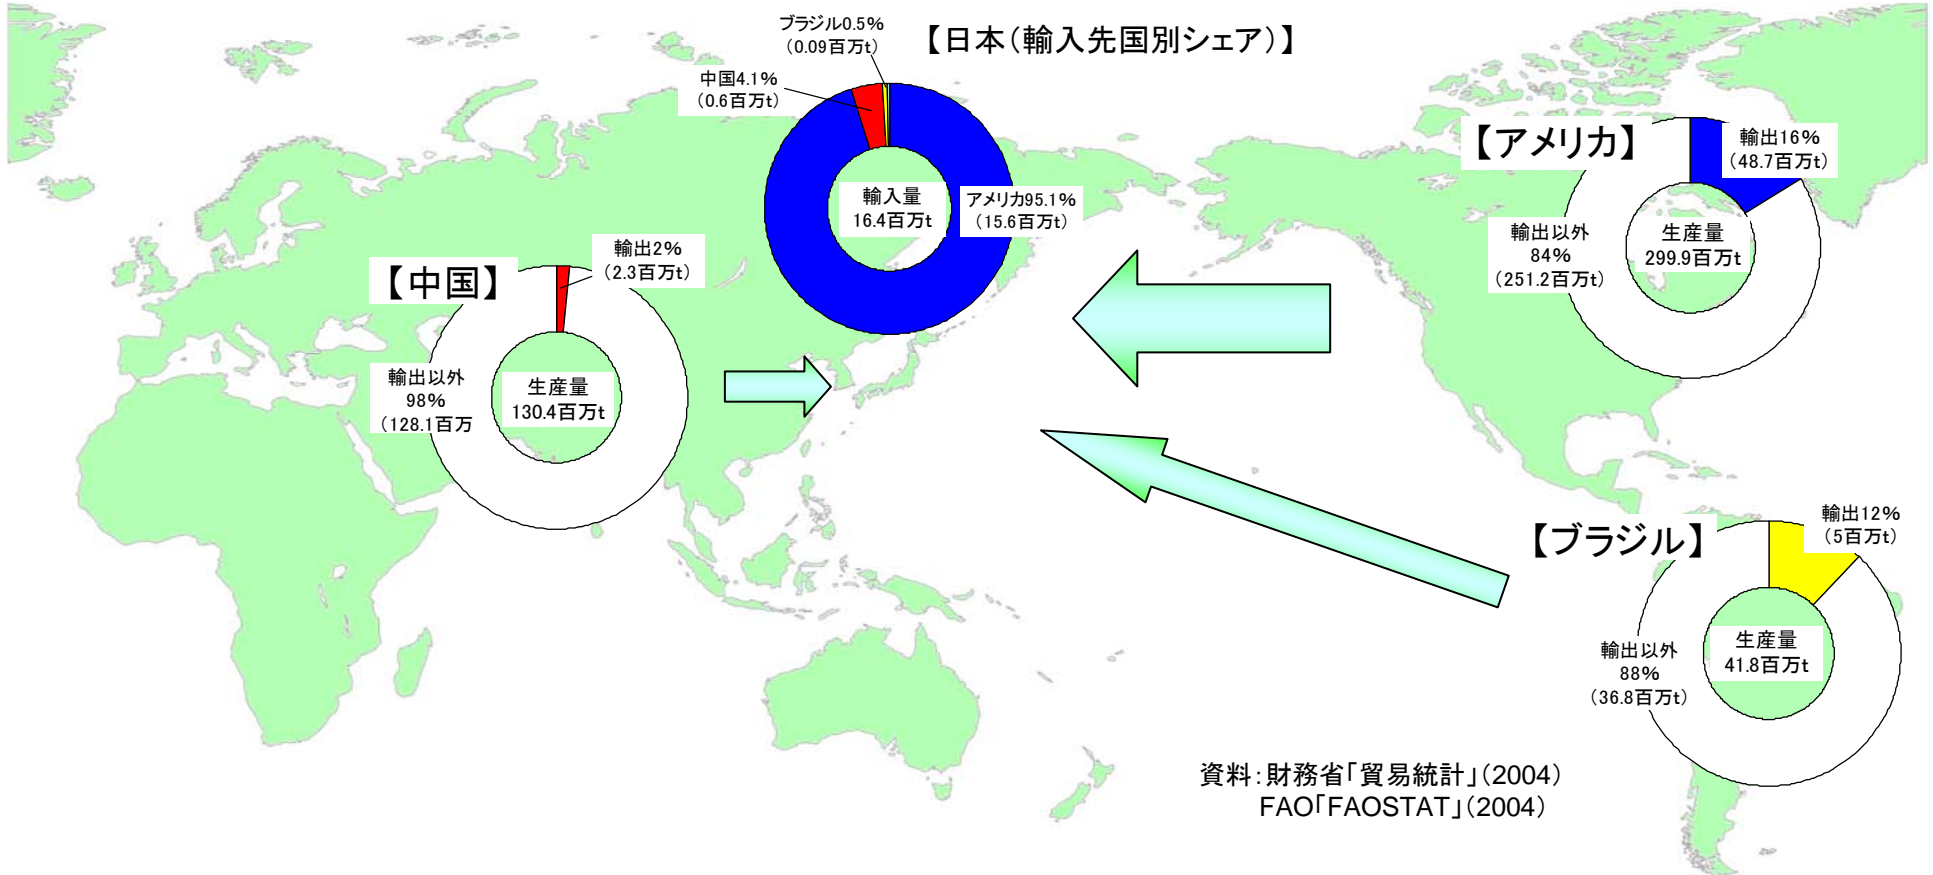 ブラジル0.5%
(0.09百万t)
【日本(輸入先国別シェア)】
中国4.1%
(0.6百万t)
輸入量
16.4百万t
アメリカ95.1%
(15.6百万t)
【アメリカ】
輸出16%
(48.7百万t)
輸出以外
84%
(251.2百万t)
生産量
299.9百万t
【中国】
輸出2%
(2.3百万t)
輸出以外
98%
(128.1百万
生産量
130.4百万t
【ブラジル】
輸出12%
(5百万t)
輸出以外
88%
(36.8百万t)
生産量
41.8百万t
資料:財務省「貿易統計」(2004)
FAO「FAOSTAT」(2004)